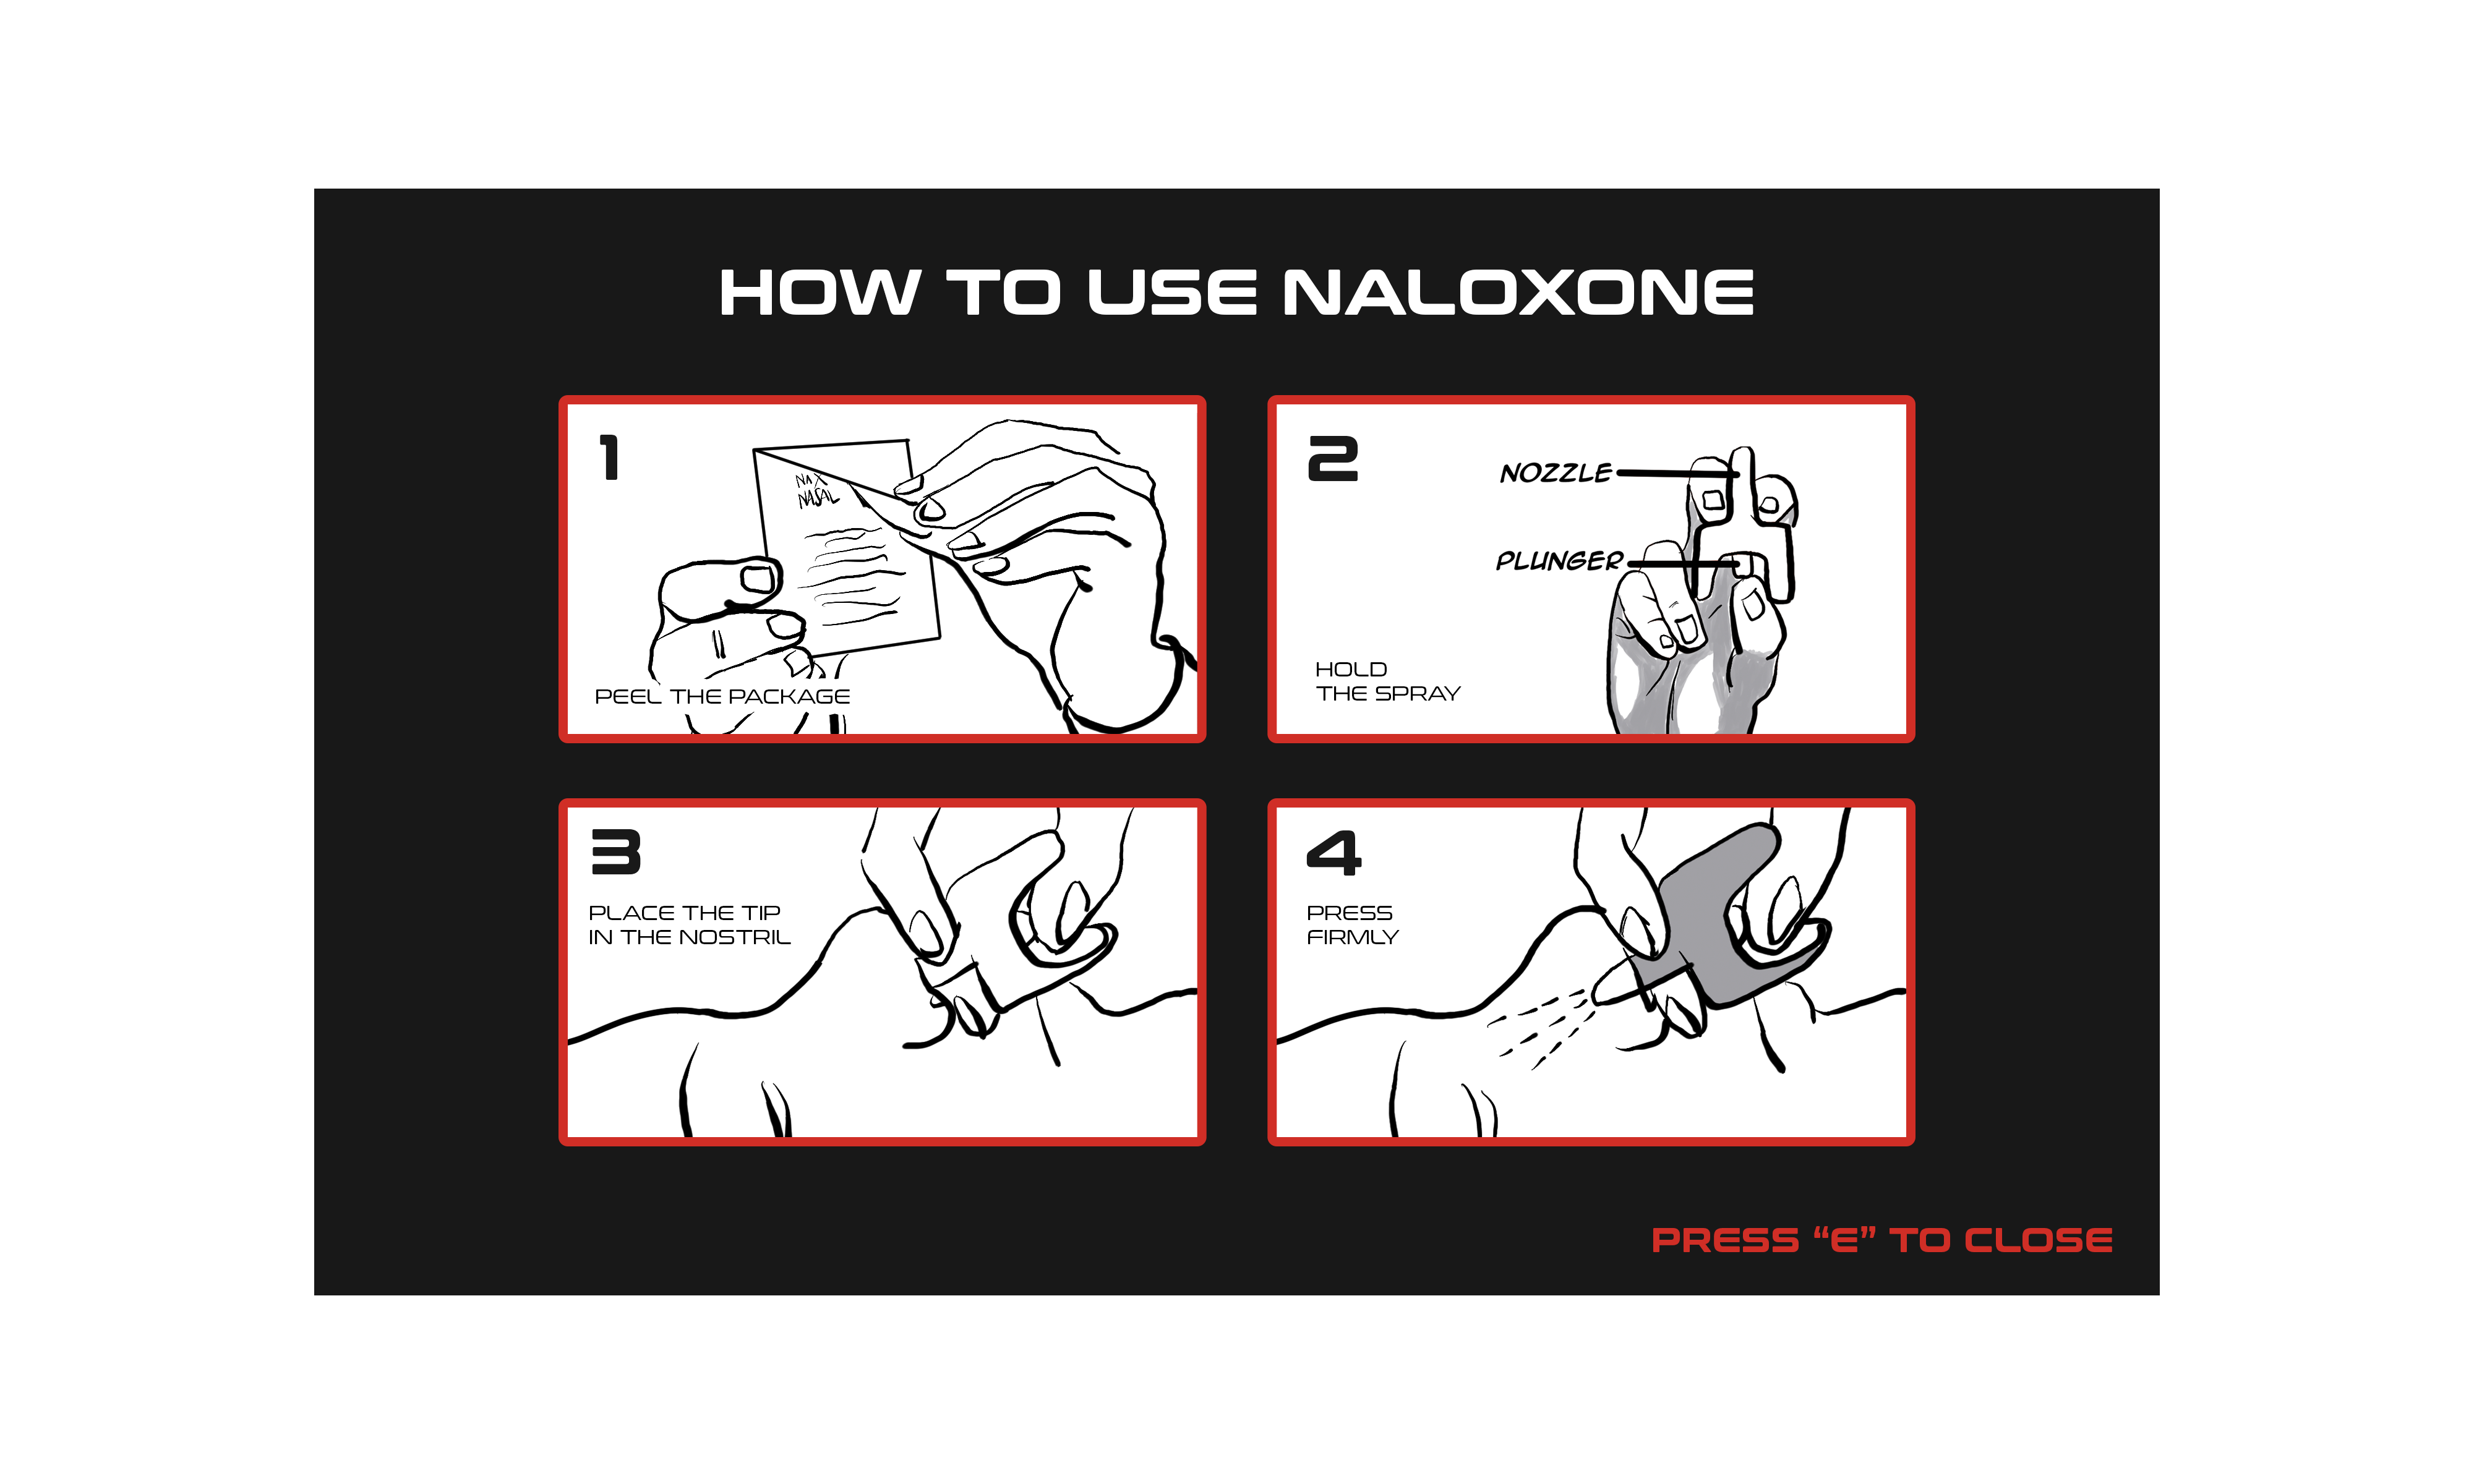 HOW TO USE NALOXONE
1
NASAL
PEEL THE PACKAGE
2
NOZZLE
PLUNGER
HOLD
THE SPRAY
3
PLACE THE TIP
IN THE NOSTRIL
4
PRESS
FIRMLY
PRESS “E” TO CLOSE